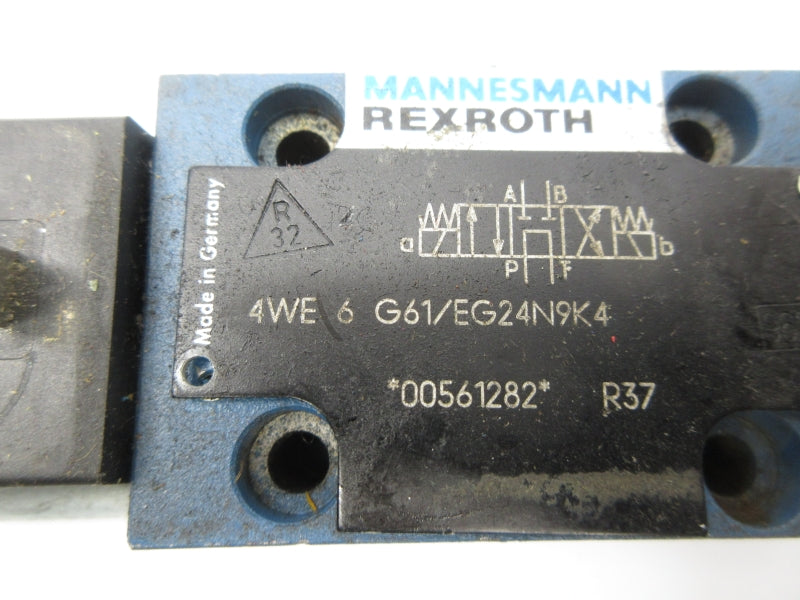 MANNESMANN
REXROTH
Made in Germany
R
32
A B
a b
P T
4WE 6 G61/EG24N9K4
*00561282* R37